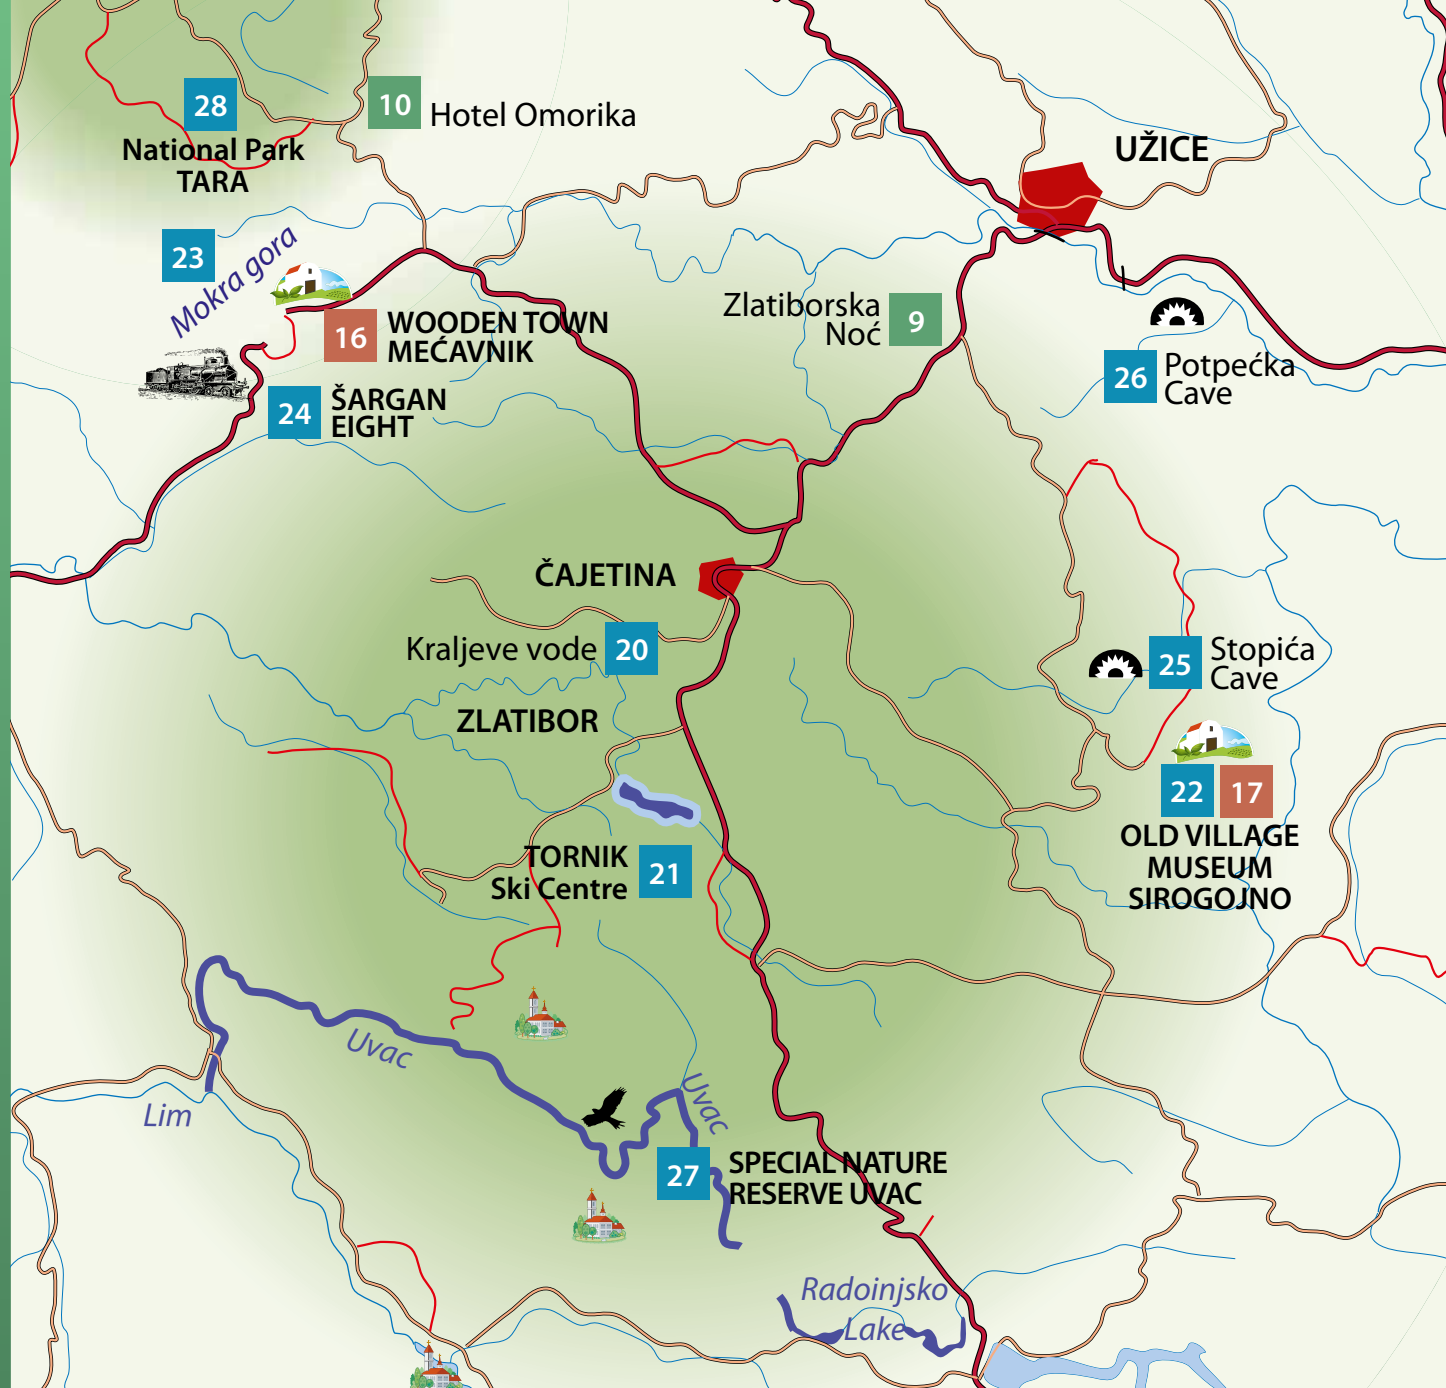 28
National Park
TARA
10
Hotel Omorika
UŽICE
23
Mokra gora
16
WOODEN TOWN
MEĆAVNIK
Zlatiborska
Noć
9
26
Potpećka
Cave
24
ŠARGAN
EIGHT
ČAJETINA
Kraljeve vode
20
25
Stopića
Cave
ZLATIBOR
22
17
OLD VILLAGE
MUSEUM
SIROGOJNO
TORNIK
Ski Centre
21
Uvac
Lim
Uvac
27
SPECIAL NATURE
RESERVE UVAC
Radoinjsko
Lake